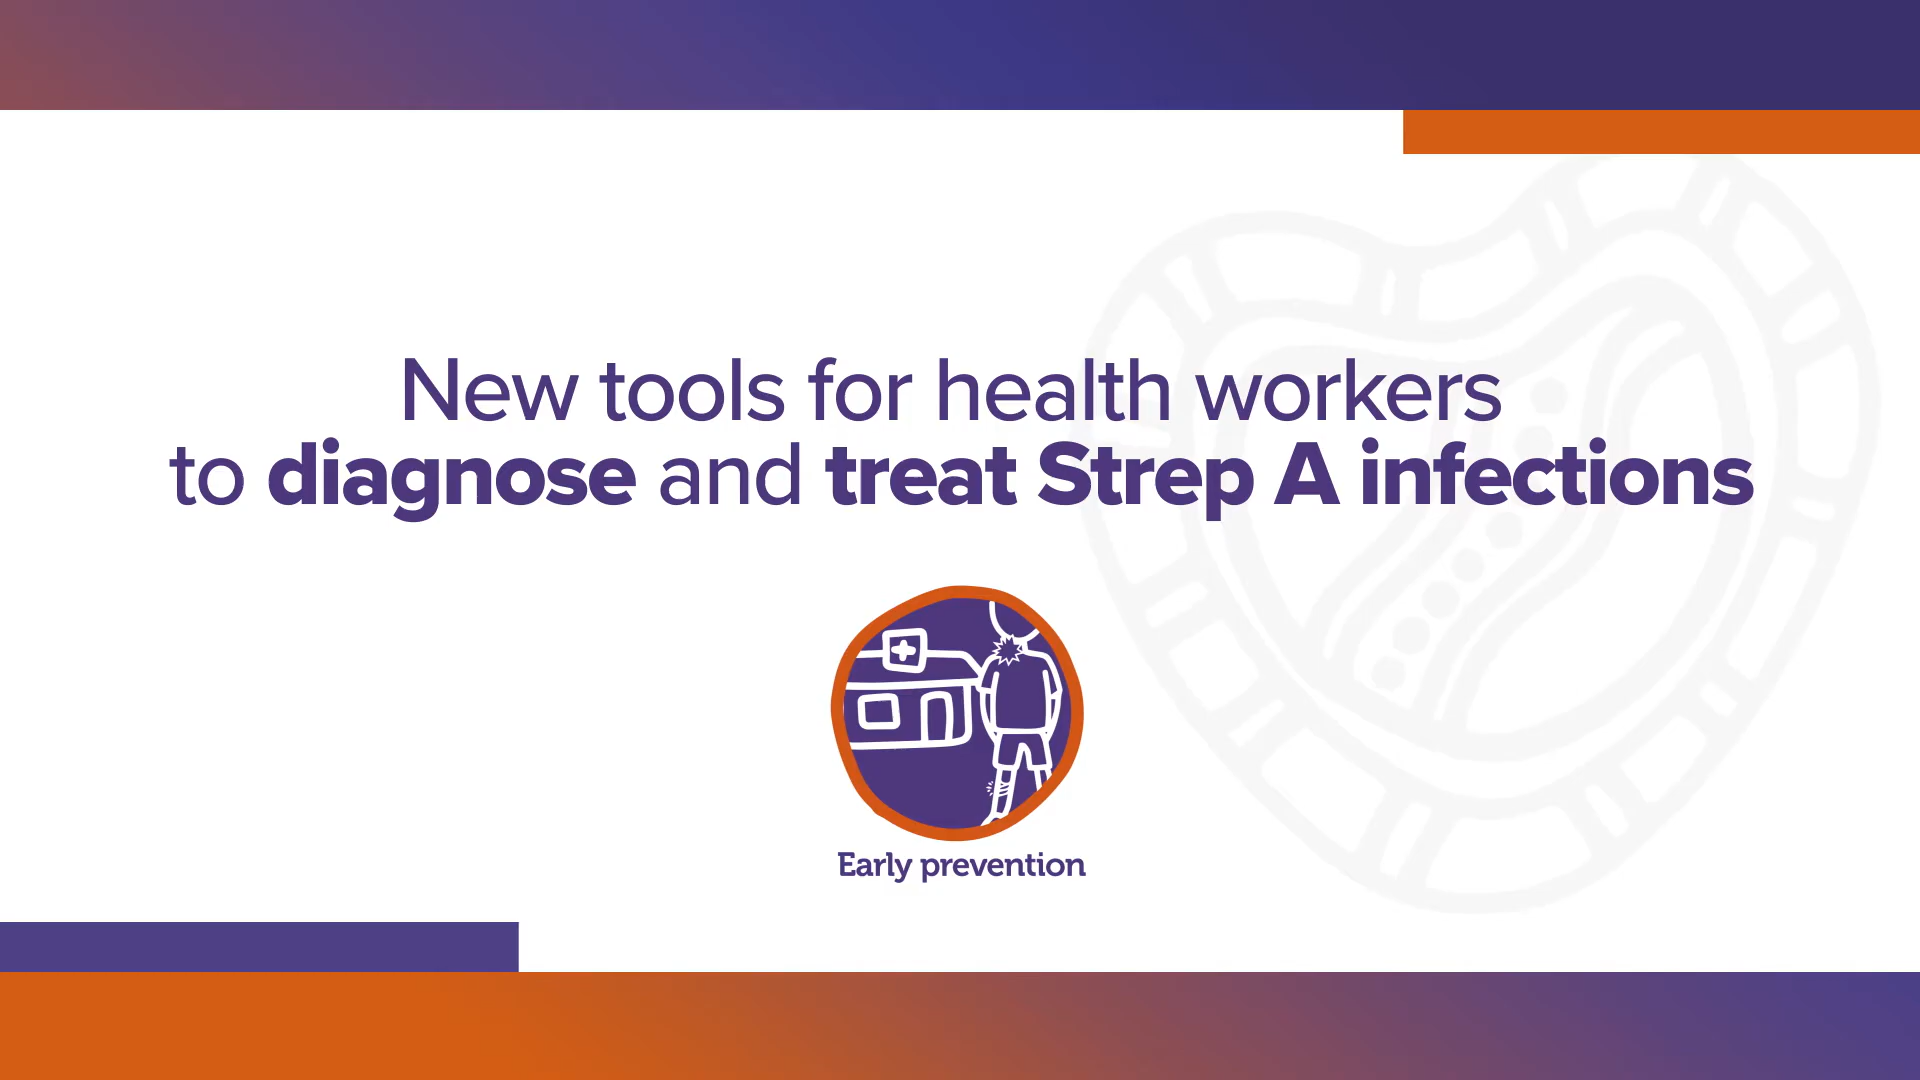 New tools for health workers
to diagnose and treat Strep A infections
Early prevention